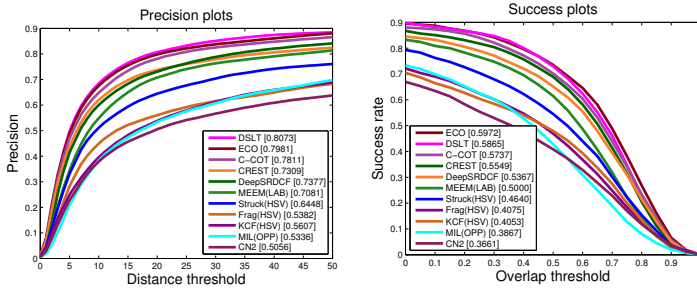 Precision plots
0.9
0.8
0.7
0.6
0.5
0.4
0.3
0.2
0.1
0.0
Precision
DSLT [0.8073]
ECO [0.7981]
C-COT [0.7811]
CREST [0.7309]
DeepSRDCF [0.7377]
MEEM(LAB) [0.7081]
Struck(HSV) [0.6448]
Frag(HSV) [0.5382]
KCF(HSV) [0.5607]
MIL(OPP) [0.5336]
CN2 [0.5056]
0 5 10 15 20 25 30 35 40 45 50
Distance threshold
Success plots
0.9
0.8
0.7
0.6
0.5
0.4
0.3
0.2
0.1
0.0
Success rate
ECO [0.5972]
DSLT [0.5865]
C-COT [0.5737]
CREST [0.5549]
DeepSRDCF [0.5367]
MEEM(LAB) [0.5000]
Struck(HSV) [0.4640]
Frag(HSV) [0.4075]
KCF(HSV) [0.4053]
MIL(OPP) [0.3867]
CN2 [0.3661]
0.0 0.1 0.2 0.3 0.4 0.5 0.6 0.7 0.8 0.9
Overlap threshold